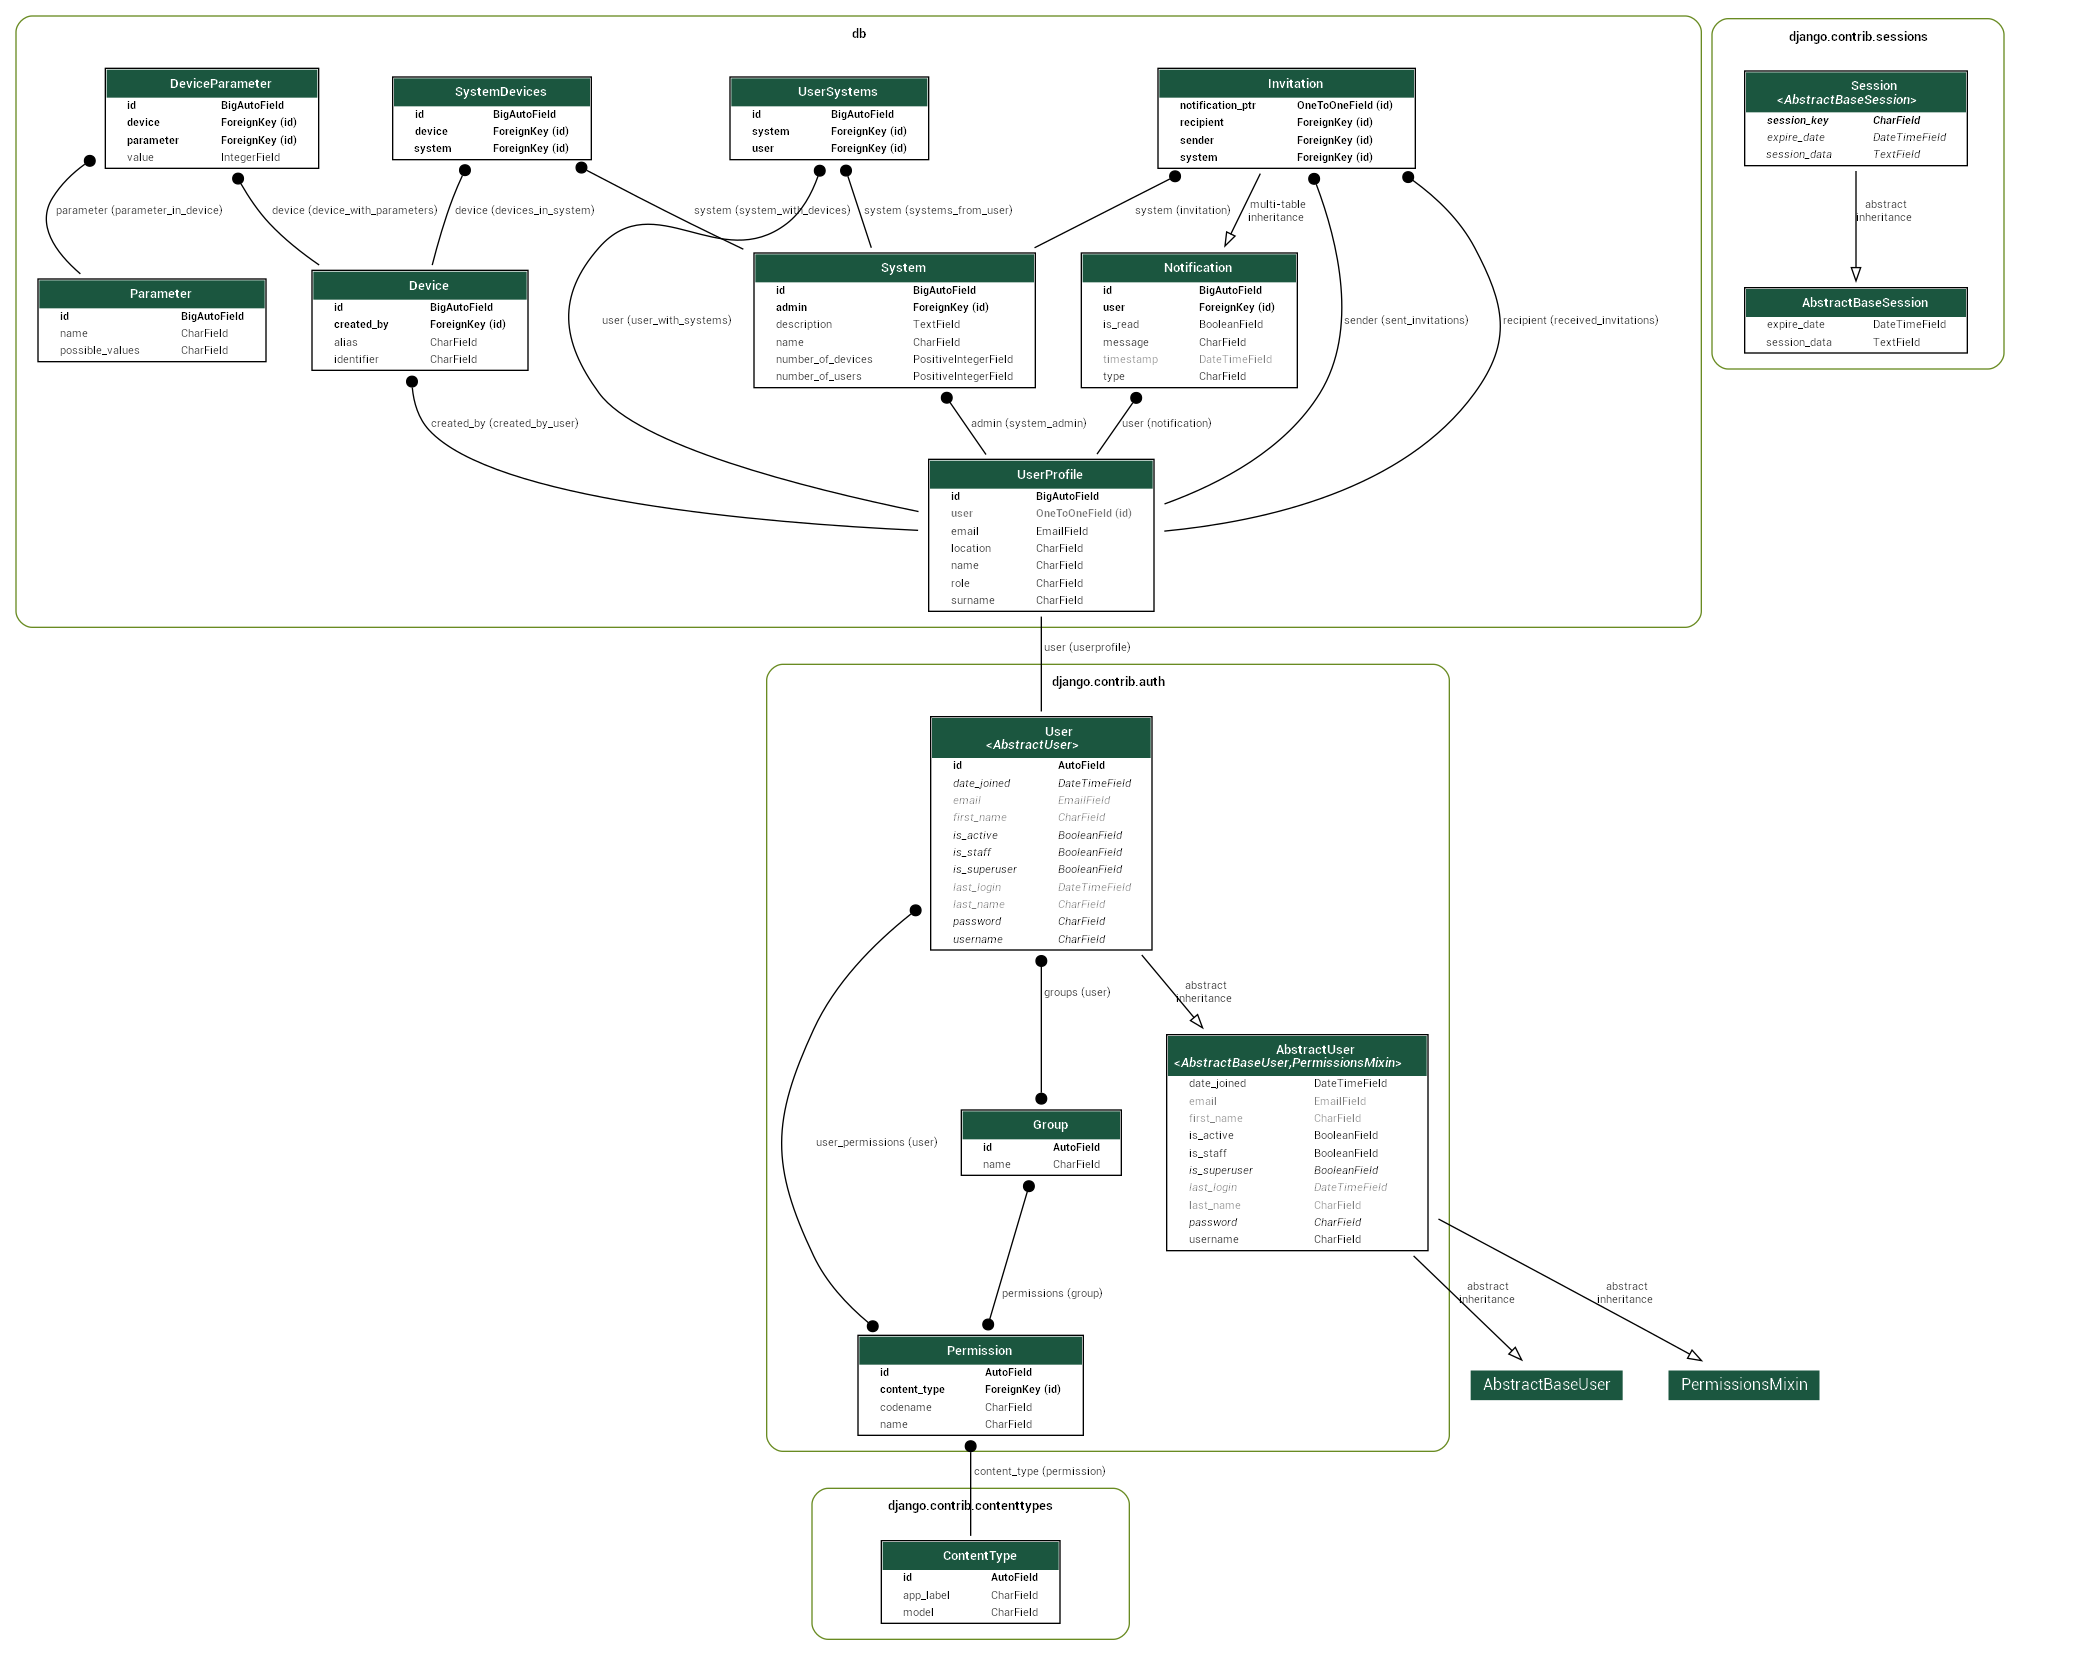 db
DeviceParameter
id BigAutoField
device ForeignKey (id)
parameter ForeignKey (id)
value IntegerField
SystemDevices
id BigAutoField
device ForeignKey (id)
system ForeignKey (id)
UserSystems
id BigAutoField
system ForeignKey (id)
user ForeignKey (id)
Invitation
notification_ptr OneToOneField (id)
recipient ForeignKey (id)
sender ForeignKey (id)
system ForeignKey (id)
parameter (parameter_in_device)
device (device_with_parameters)
device (devices_in_system)
system (system_with_devices)
system (systems_from_user)
system (invitation)
multi-table
inheritance
Parameter
id BigAutoField
name CharField
possible_values CharField
Device
id BigAutoField
created_by ForeignKey (id)
alias CharField
identifier CharField
user (user_with_systems)
System
id BigAutoField
admin ForeignKey (id)
description TextField
name CharField
number_of_devices PositiveIntegerField
number_of_users PositiveIntegerField
Notification
id BigAutoField
user ForeignKey (id)
is_read BooleanField
message CharField
timestamp DateTimeField
type CharField
sender (sent_invitations)
recipient (received_invitations)
created_by (created_by_user)
admin (system_admin)
user (notification)
UserProfile
id BigAutoField
user OneToOneField (id)
email EmailField
location CharField
name CharField
role CharField
surname CharField
django.contrib.sessions
Session
<AbstractBaseSession>
session_key CharField
expire_date DateTimeField
session_data TextField
abstract
inheritance
AbstractBaseSession
expire_date DateTimeField
session_data TextField
user (userprofile)
django.contrib.auth
User
<AbstractUser>
id AutoField
date_joined DateTimeField
email EmailField
first_name CharField
is_active BooleanField
is_staff BooleanField
is_superuser BooleanField
last_login DateTimeField
last_name CharField
password CharField
username CharField
groups (user)
abstract
inheritance
AbstractUser
<AbstractBaseUser,PermissionsMixin>
date_joined DateTimeField
email EmailField
first_name CharField
is_active BooleanField
is_staff BooleanField
is_superuser BooleanField
last_login DateTimeField
last_name CharField
password CharField
username CharField
user_permissions (user)
Group
id AutoField
name CharField
permissions (group)
abstract
inheritance
abstract
inheritance
Permission
id AutoField
content_type ForeignKey (id)
codename CharField
name CharField
AbstractBaseUser
PermissionsMixin
content_type (permission)
django.contrib.contenttypes
ContentType
id AutoField
app_label CharField
model CharField